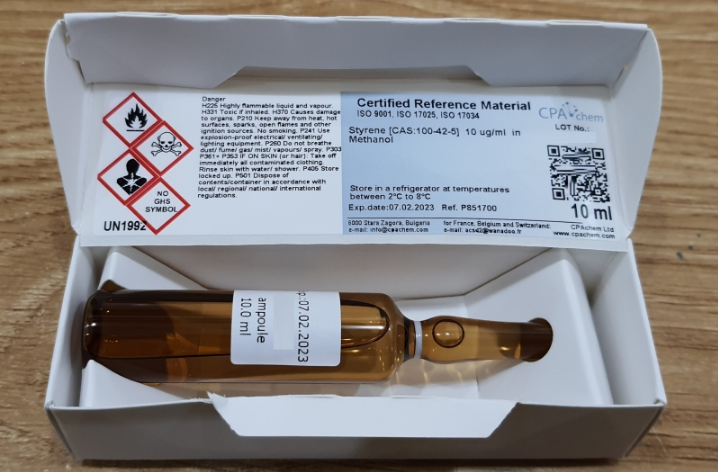 Danger
H225 Highly flammable liquid and vapour.
H331 Toxic if inhaled. H370 Causes damage
to organs. P210 Keep away from heat, hot
surfaces, sparks, open flames and other
ignition sources. No smoking. P241 Use
explosion-proof electrical/ ventilating/
lighting equipment. P260 Do not breathe
dust/ fume/ gas/ mist/ vapours/ spray. P303
P361+ P353 IF ON SKIN (or hair): Take off
immediately all contaminated clothing.
Rinse skin with water/ shower. P405 Store
locked up. P501 Dispose of
contents/container in accordance with
local/ regional/ national/ international
regulations.
NO
GHS
SYMBOL
UN1992
Certified Reference Material
ISO 9001, ISO 17025, ISO 17034
CPAchem
LOT No.:
Styrene [CAS:100-42-5] 10 ug/ml in
Methanol
Store in a refrigerator at temperatures
between 2°C to 8°C
Exp.date:07.02.2023 Ref. P851700
10 ml
6000 Stara Zagora, Bulgaria
e-mail: info@cpachem.com
for France, Belgium and Switzerland:
e-mail:
CPAchem Ltd
www.cpachem.com
p:07.02.2023
ampoule
10.0 ml